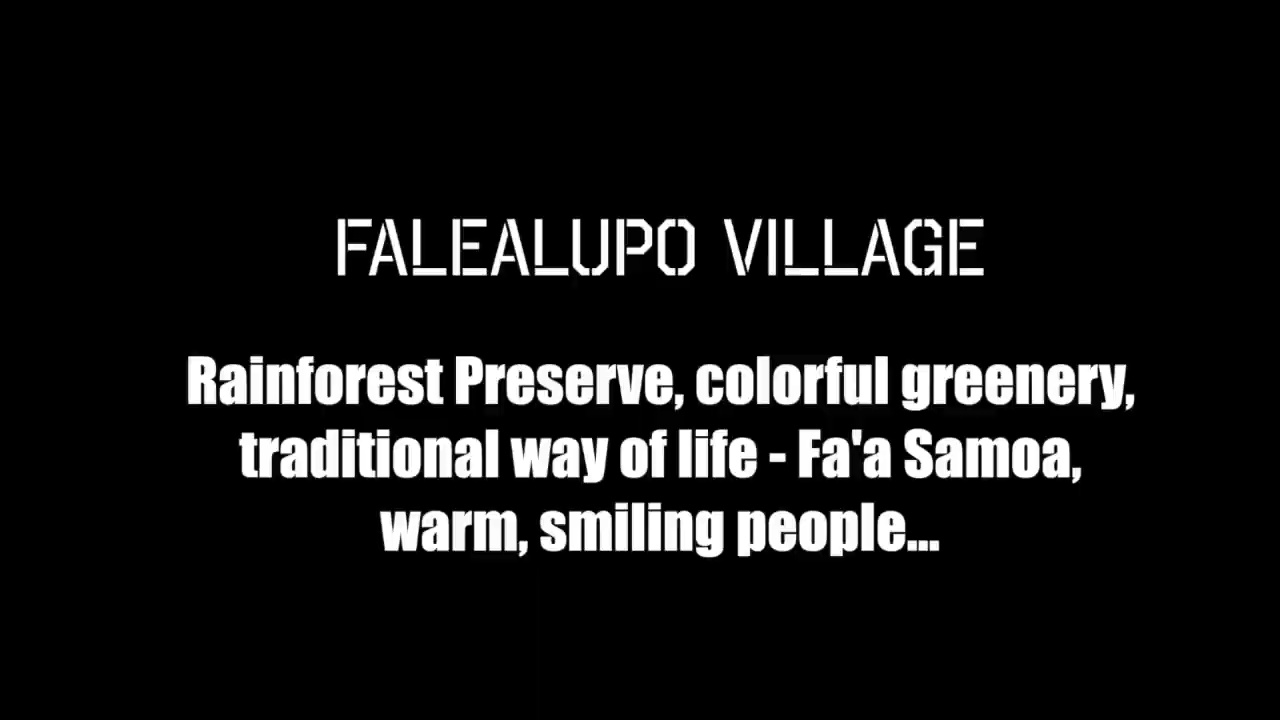 FALEALUPO VILLAGE
Rainforest Preserve, colorful greenery,
traditional way of life - Fa'a Samoa,
warm, smiling people...